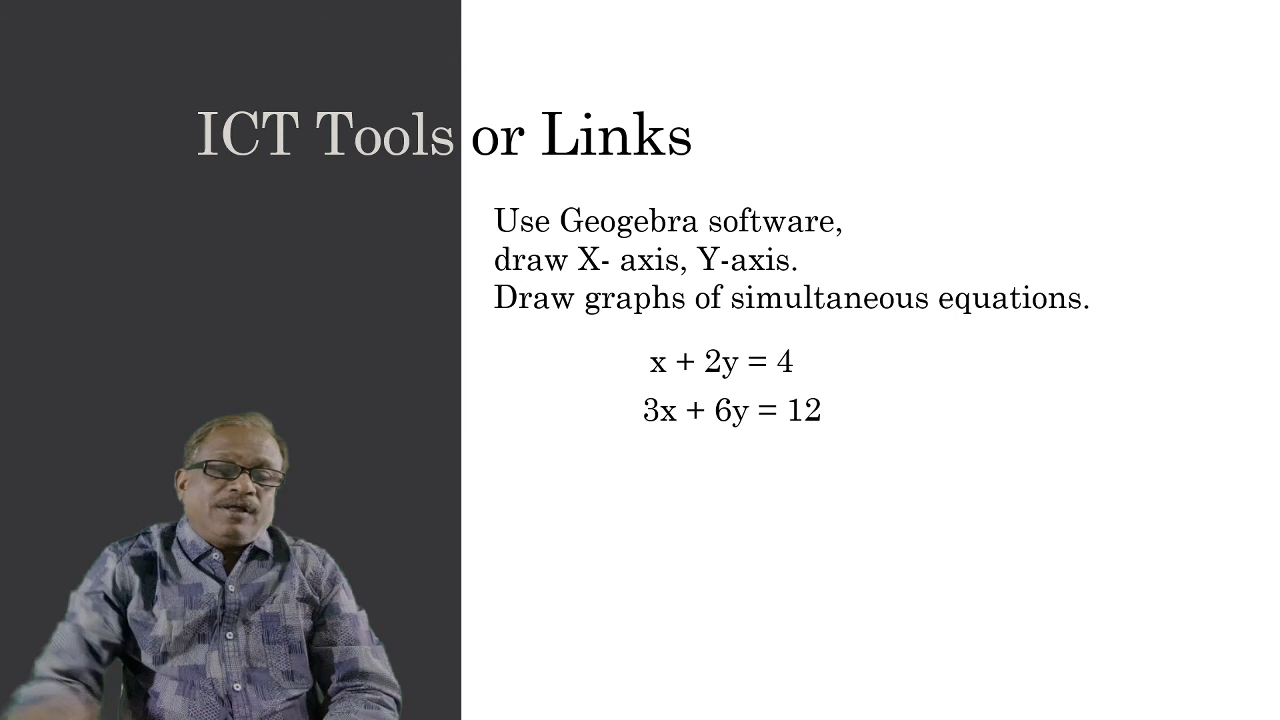 ICT Tools or Links
Use Geogebra software,
draw X- axis, Y-axis.
Draw graphs of simultaneous equations.
x + 2y = 4
3x + 6y = 12